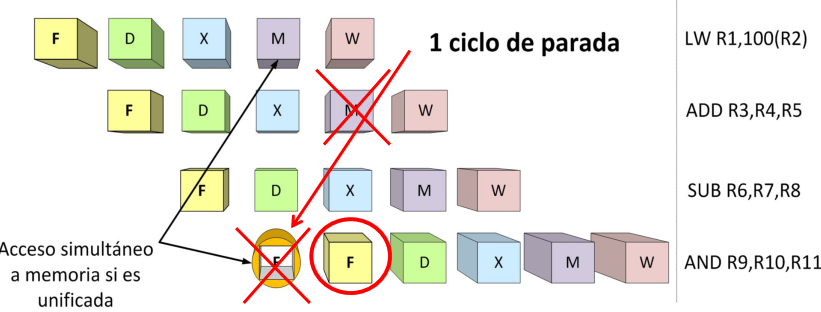 F D X M W 1 ciclo de parada LW R1,100(R2)
F D X M W ADD R3,R4,R5
F D X M W SUB R6,R7,R8
F F D X M W AND R9,R10,R11
Acceso simultáneo
a memoria si es
unificada